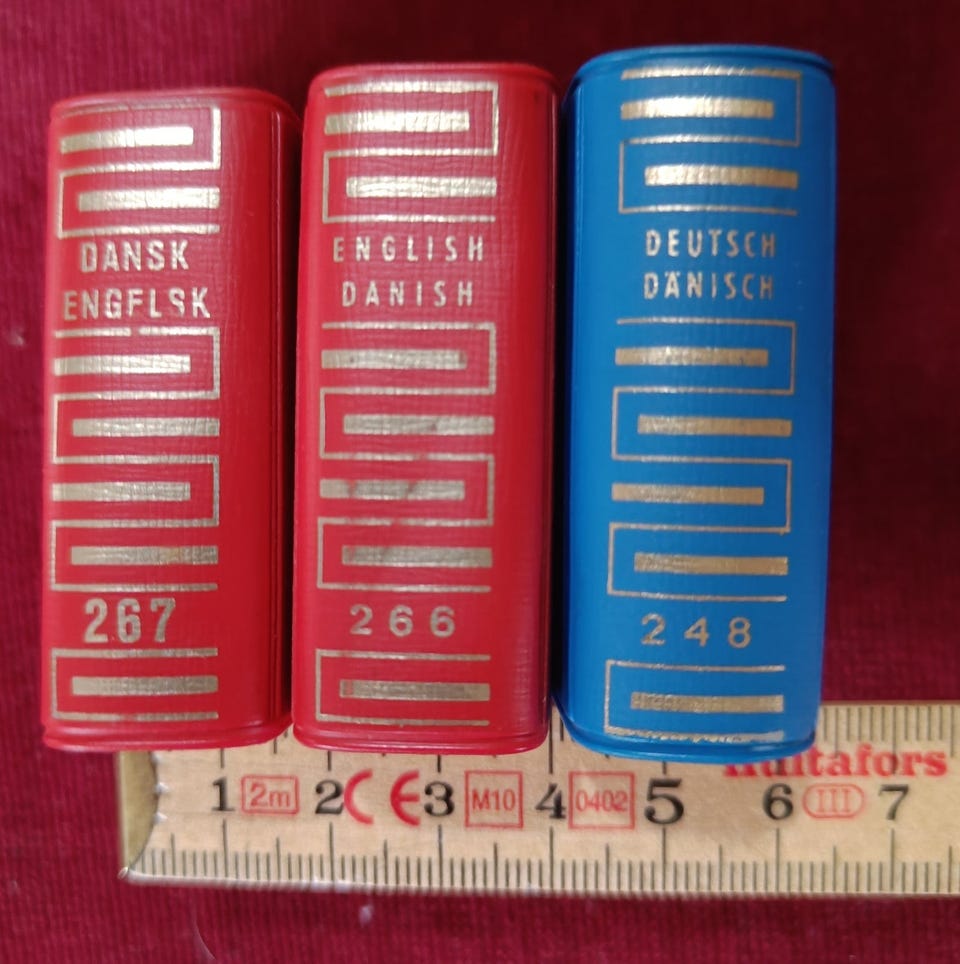 DANSK
ENGELSK
267
ENGLISH
DANISH
266
DEUTSCH
DÄNISCH
248
hultafors
1 2m 2 CE 3 M10 4 0402 5 6 III 7